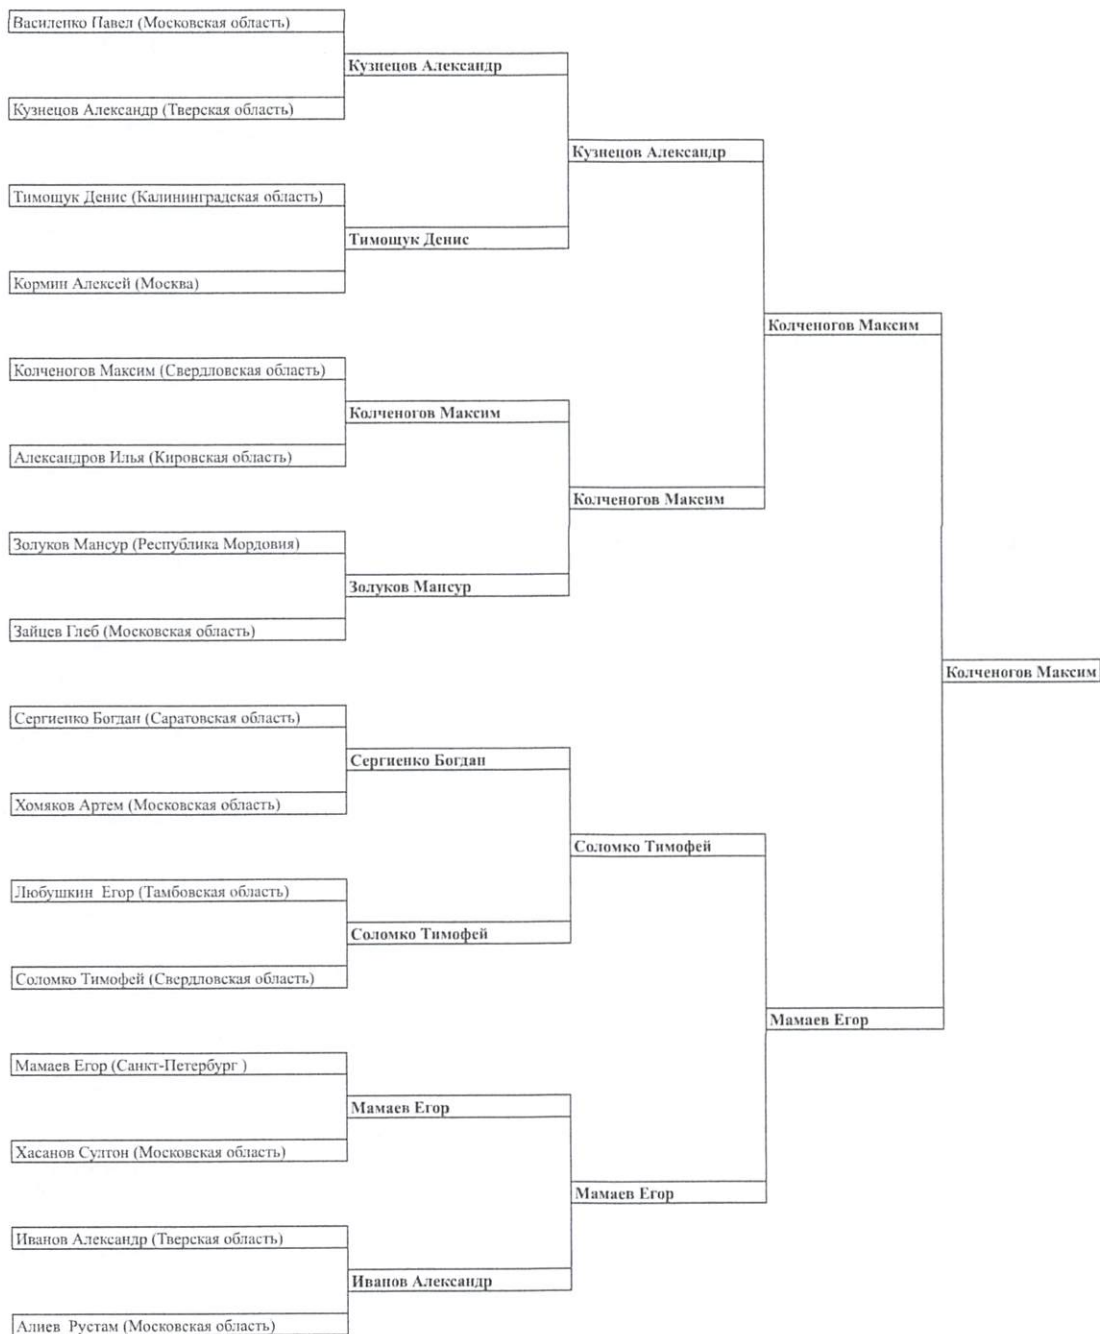 Василенко Павел (Московская область)
Кузнецов Александр
Кузнецов Александр (Тверская область)
Кузнецов Александр
Тимощук Денис (Калининградская область)
Тимощук Денис
Кормин Алексей (Москва)
Колченогов Максим
Колченогов Максим (Свердловская область)
Колченогов Максим
Александров Илья (Кировская область)
Колченогов Максим
Золуков Мансур (Республика Мордовия)
Золуков Мансур
Зайцев Глеб (Московская область)
Колченогов Максим
Сергиенко Богдан (Саратовская область)
Сергиенко Богдан
Хомяков Артем (Московская область)
Соломко Тимофей
Любушкин Егор (Тамбовская область)
Соломко Тимофей
Соломко Тимофей (Свердловская область)
Мамаев Егор
Мамаев Егор (Санкт-Петербург )
Мамаев Егор
Хасанов Султон (Московская область)
Мамаев Егор
Иванов Александр (Тверская область)
Иванов Александр
Алиев Рустам (Московская область)